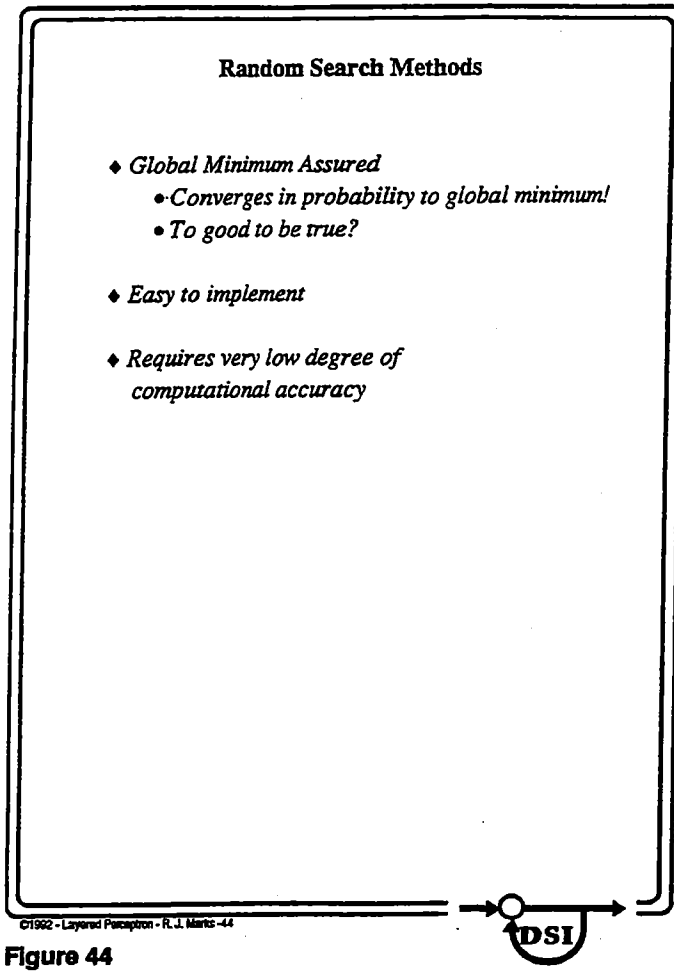 Random Search Methods
♦ Global Minimum Assured
• Converges in probability to global minimum!
• To good to be true?
♦ Easy to implement
♦ Requires very low degree of
computational accuracy
©1992 - Layered Perceptron - R. J. Marks -44
DSI
Figure 44